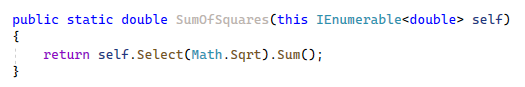 public static double SumOfSquares(this IEnumerable<double> self)
{
    return self.Select(Math.Sqrt).Sum();
}